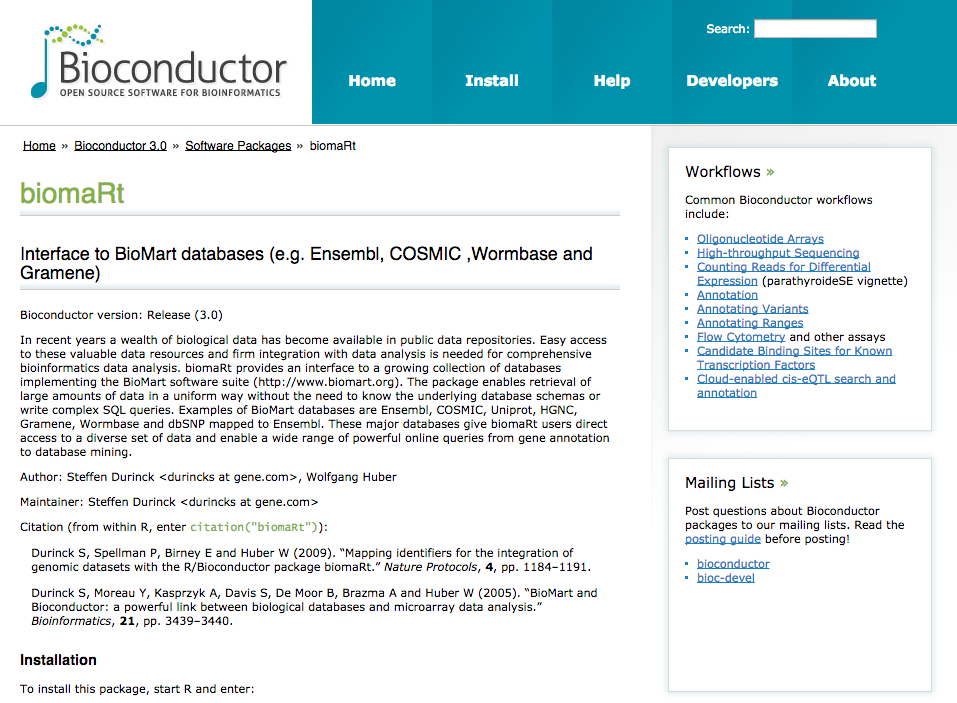 Bioconductor
OPEN SOURCE SOFTWARE FOR BIOINFORMATICS
Search:
Home
Install
Help
Developers
About
Home » Bioconductor 3.0 » Software Packages » biomaRt
biomaRt
Interface to BioMart databases (e.g. Ensembl, COSMIC ,Wormbase and
Gramene)
Bioconductor version: Release (3.0)
In recent years a wealth of biological data has become available in public data repositories. Easy access
to these valuable data resources and firm integration with data analysis is needed for comprehensive
bioinformatics data analysis. biomaRt provides an interface to a growing collection of databases
implementing the BioMart software suite (http://www.biomart.org). The package enables retrieval of
large amounts of data in a uniform way without the need to know the underlying database schemas or
write complex SQL queries. Examples of BioMart databases are Ensembl, COSMIC, Uniprot, HGNC,
Gramene, Wormbase and dbSNP mapped to Ensembl. These major databases give biomaRt users direct
access to a diverse set of data and enable a wide range of powerful online queries from gene annotation
to database mining.
Author: Steffen Durinck <durincks at gene.com>, Wolfgang Huber
Maintainer: Steffen Durinck <durincks at gene.com>
Citation (from within R, enter citation("biomaRt")):
Durinck S, Spellman P, Birney E and Huber W (2009). “Mapping identifiers for the integration of
genomic datasets with the R/Bioconductor package biomaRt.” Nature Protocols, 4, pp. 1184–1191.
Durinck S, Moreau Y, Kasprzyk A, Davis S, De Moor B, Brazma A and Huber W (2005). “BioMart and
Bioconductor: a powerful link between biological databases and microarray data analysis.”
Bioinformatics, 21, pp. 3439–3440.
Installation
To install this package, start R and enter:
Workflows »
Common Bioconductor workflows
include:
Oligonucleotide Arrays
High-throughput Sequencing
Counting Reads for Differential
Expression (parathyroideSE vignette)
Annotation
Annotating Variants
Annotating Ranges
Flow Cytometry and other assays
Candidate Binding Sites for Known
Transcription Factors
Cloud-enabled cis-eQTL search and
annotation
Mailing Lists »
Post questions about Bioconductor
packages to our mailing lists. Read the
posting guide before posting!
bioconductor
bioc-devel